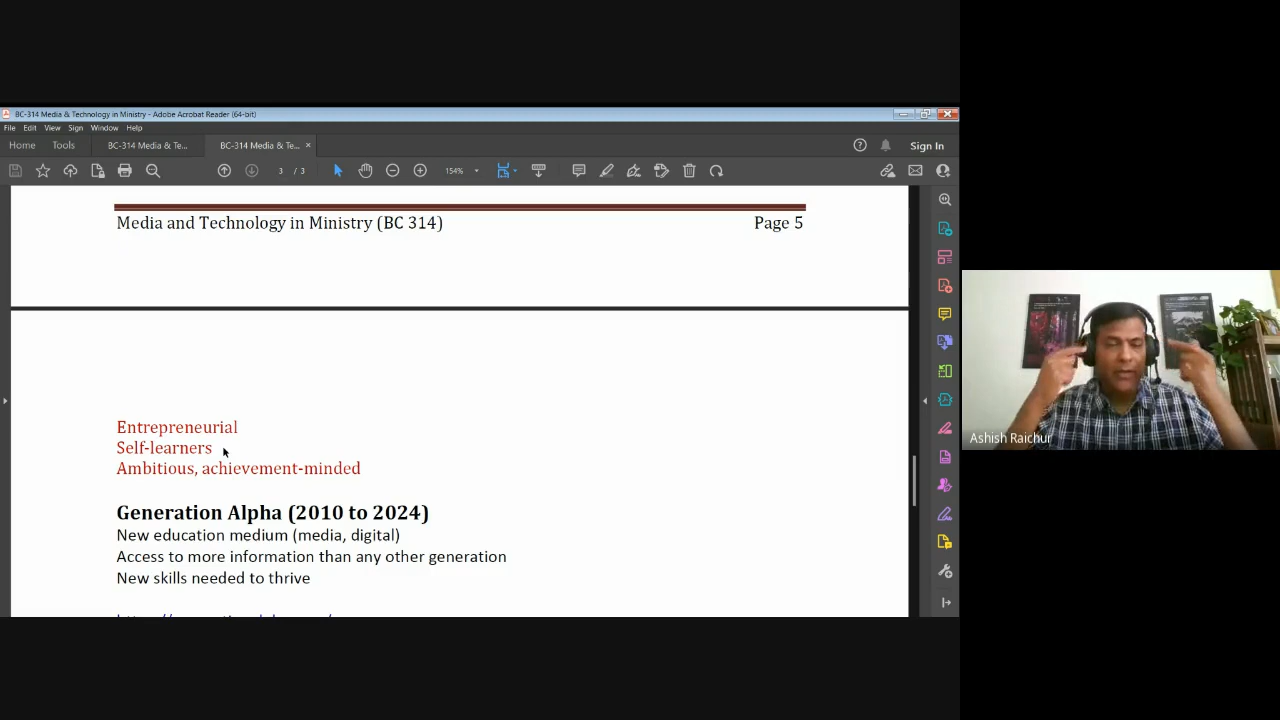 BC-314 Media & Technology in Ministry - Adobe Acrobat Reader (64-bit)
File Edit View Sign Window Help
Home Tools BC-314 Media & Te... BC-314 Media & Te... × Sign In
3 / 3 154%
Media and Technology in Ministry (BC 314) Page 5
Entrepreneurial
Self-learners
Ambitious, achievement-minded
Generation Alpha (2010 to 2024)
New education medium (media, digital)
Access to more information than any other generation
New skills needed to thrive
Ashish Raichur